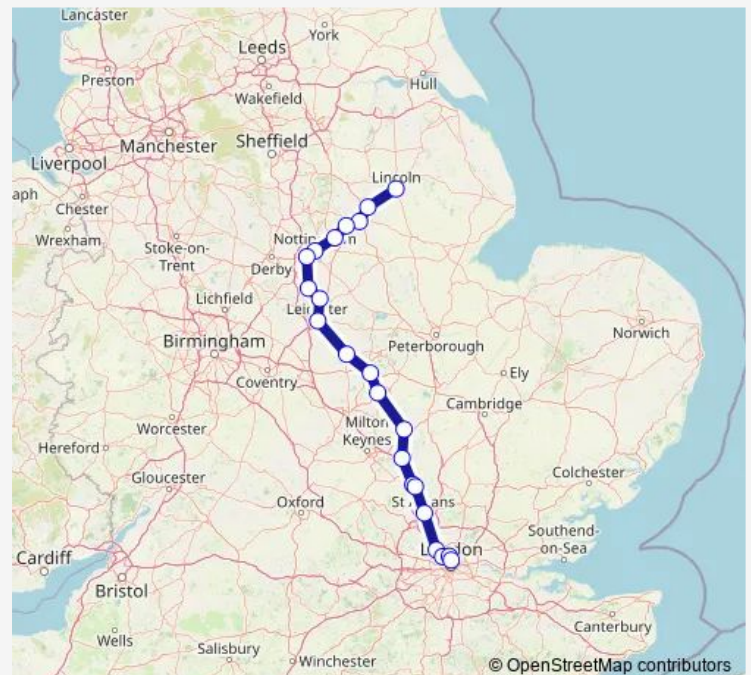 Lancaster
York
Leeds
Preston
Hull
Wakefield
Manchester
Sheffield
Liverpool
Lincoln
aph
Chester
Wrexham
Stoke-on-
Trent
Derby
Lichfield
Norwich
Birmingham
Peterborough
Ely
Coventry
Cambridge
Worcester
Milton
Keynes
Hereford
Gloucester
Colchester
Oxford
Southend-
on-Sea
Cardiff
Bristol
Canterbury
Wells
Salisbury
Winchester
© OpenStreetMap contributors